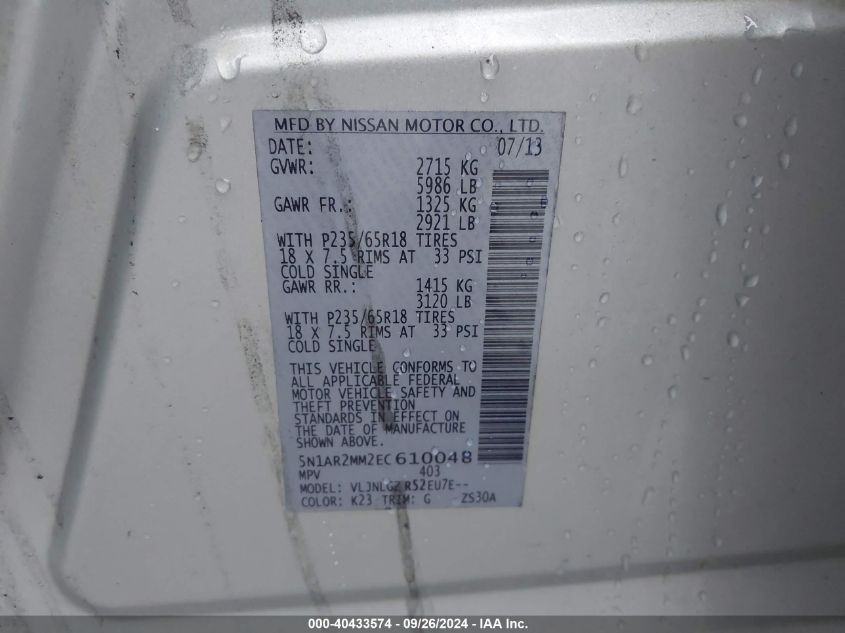 MFD BY NISSAN MOTOR CO., LTD.
DATE: 07/13
GVWR: 2715 KG
5986 LB
GAWR FR.: 1325 KG
2921 LB
WITH P235/65R18 TIRES
18 X 7.5 RIMS AT 33 PSI
COLD SINGLE
GAWR RR.: 1415 KG
3120 LB
WITH P235/65R18 TIRES
18 X 7.5 RIMS AT 33 PSI
COLD SINGLE
THIS VEHICLE CONFORMS TO
ALL APPLICABLE FEDERAL
MOTOR VEHICLE SAFETY AND
THEFT PREVENTION
STANDARDS IN EFFECT ON
THE DATE OF MANUFACTURE
SHOWN ABOVE.
5N1AR2MM2EC610048
MPV 403
MODEL: VLJNLGZ R52EU7E--
COLOR: K23 TRIM: G ZS30A
000-40433574 - 09/26/2024 - IAA Inc.